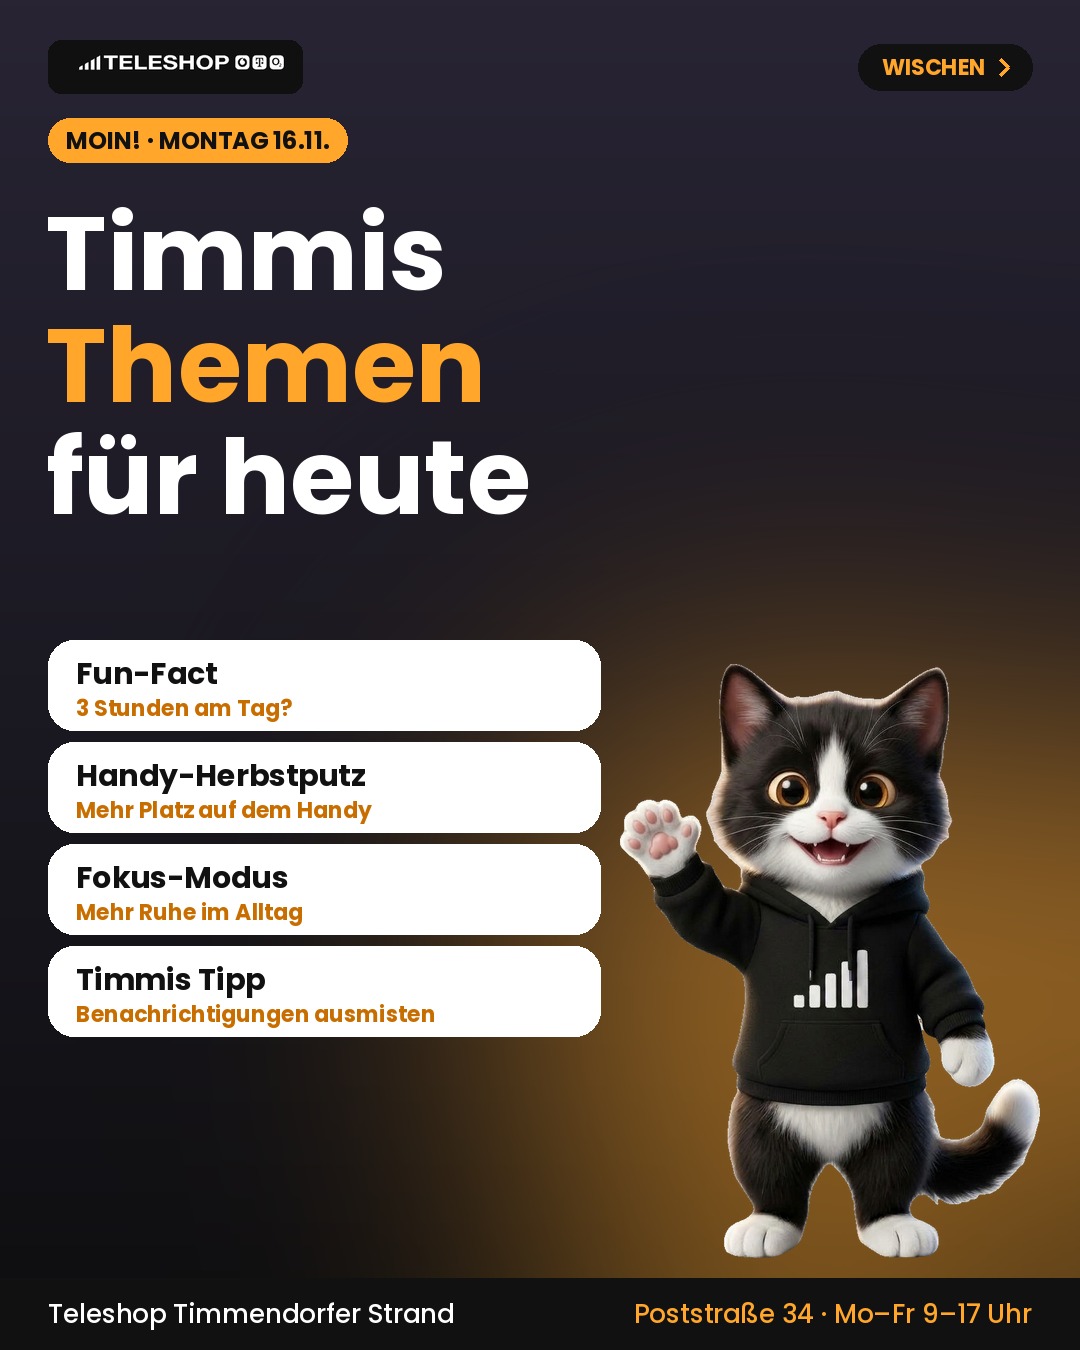 TELESHOP
WISCHEN
MOIN! · MONTAG 16.11.
Timmis
Themen
für heute
Fun-Fact
3 Stunden am Tag?
Handy-Herbstputz
Mehr Platz auf dem Handy
Fokus-Modus
Mehr Ruhe im Alltag
Timmis Tipp
Benachrichtigungen ausmisten
Teleshop Timmendorfer Strand
Poststraße 34 · Mo–Fr 9–17 Uhr